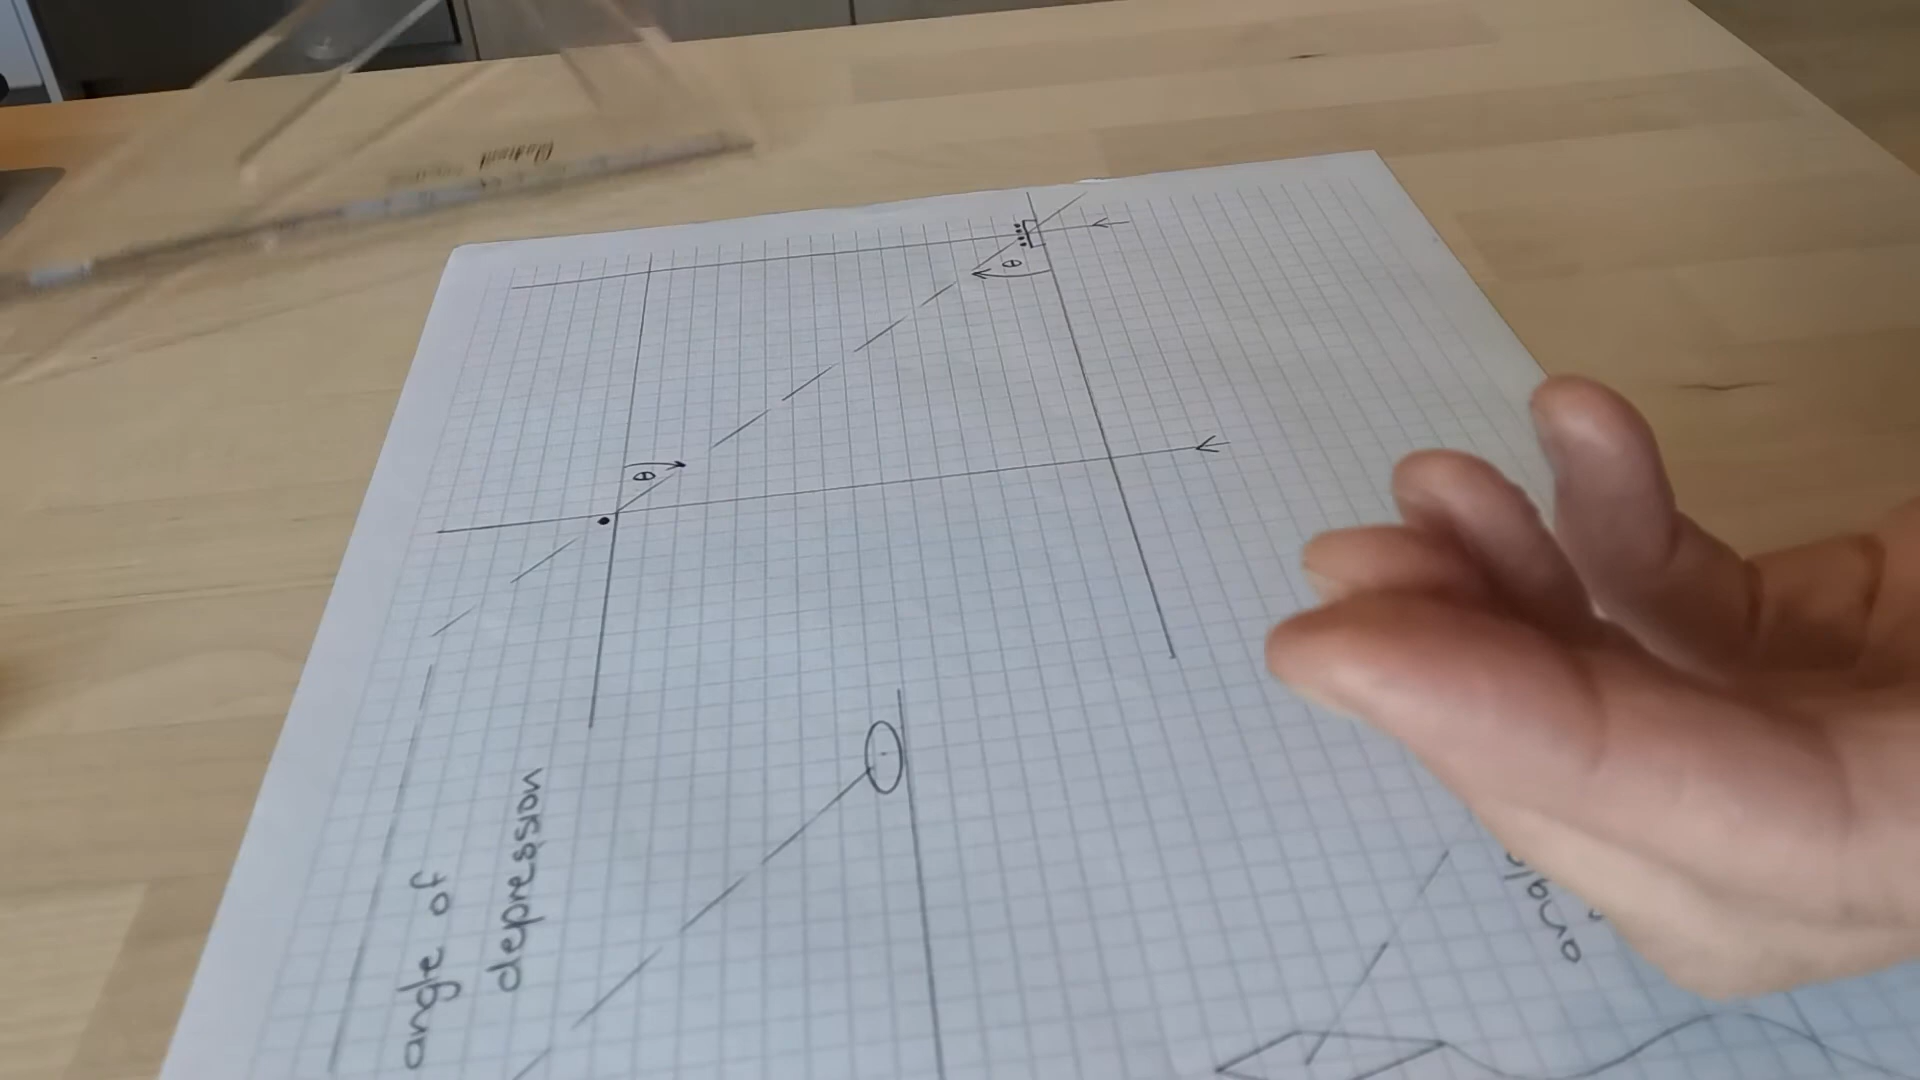 θ
θ
angle of
depression